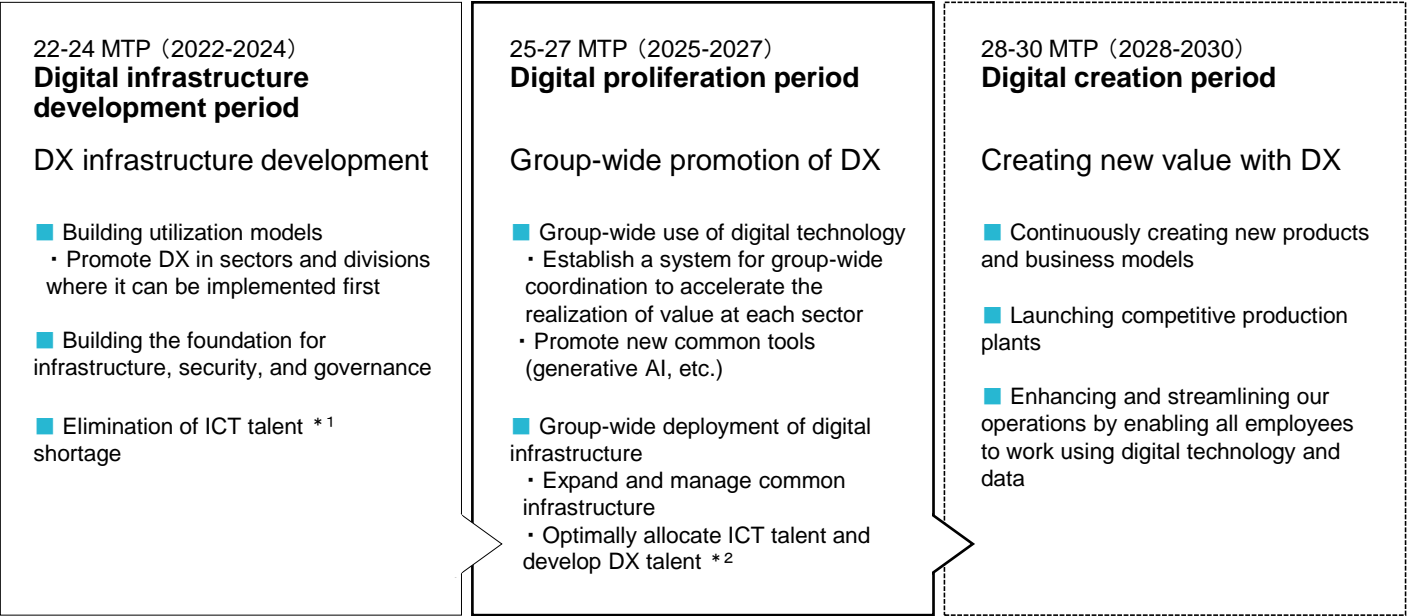 22-24 MTP（2022-2024）
Digital infrastructure
development period
DX infrastructure development
■ Building utilization models
・Promote DX in sectors and divisions
where it can be implemented first
■ Building the foundation for
infrastructure, security, and governance
■ Elimination of ICT talent *1
shortage
25-27 MTP（2025-2027）
Digital proliferation period
Group-wide promotion of DX
■ Group-wide use of digital technology
・Establish a system for group-wide
coordination to accelerate the
realization of value at each sector
・Promote new common tools
(generative AI, etc.)
■ Group-wide deployment of digital
infrastructure
・Expand and manage common
infrastructure
・Optimally allocate ICT talent and
develop DX talent *2
28-30 MTP（2028-2030）
Digital creation period
Creating new value with DX
■ Continuously creating new products
and business models
■ Launching competitive production
plants
■ Enhancing and streamlining our
operations by enabling all employees
to work using digital technology and
data